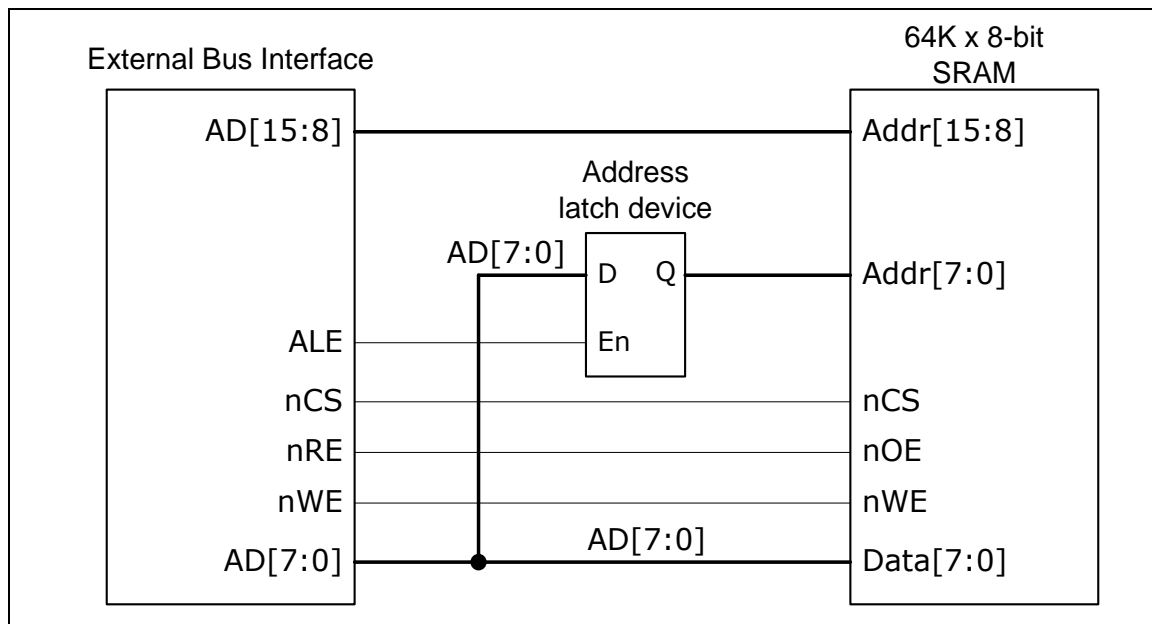 External Bus Interface
64K x 8-bit
SRAM
AD[15:8]
Addr[15:8]
Address
latch device
AD[7:0]
D
Q
Addr[7:0]
ALE
En
nCS
nCS
nRE
nOE
nWE
nWE
AD[7:0]
AD[7:0]
Data[7:0]